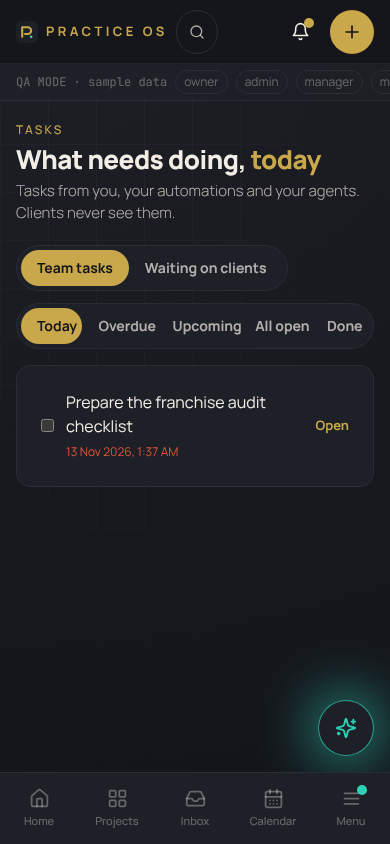 PRACTICE OS
QA MODE · sample data owner admin manager
TASKS
What needs doing, today
Tasks from you, your automations and your agents.
Clients never see them.
Team tasks Waiting on clients
Today Overdue Upcoming All open Done
Prepare the franchise audit
checklist
Open
13 Nov 2026, 1:37 AM
Home Projects Inbox Calendar Menu